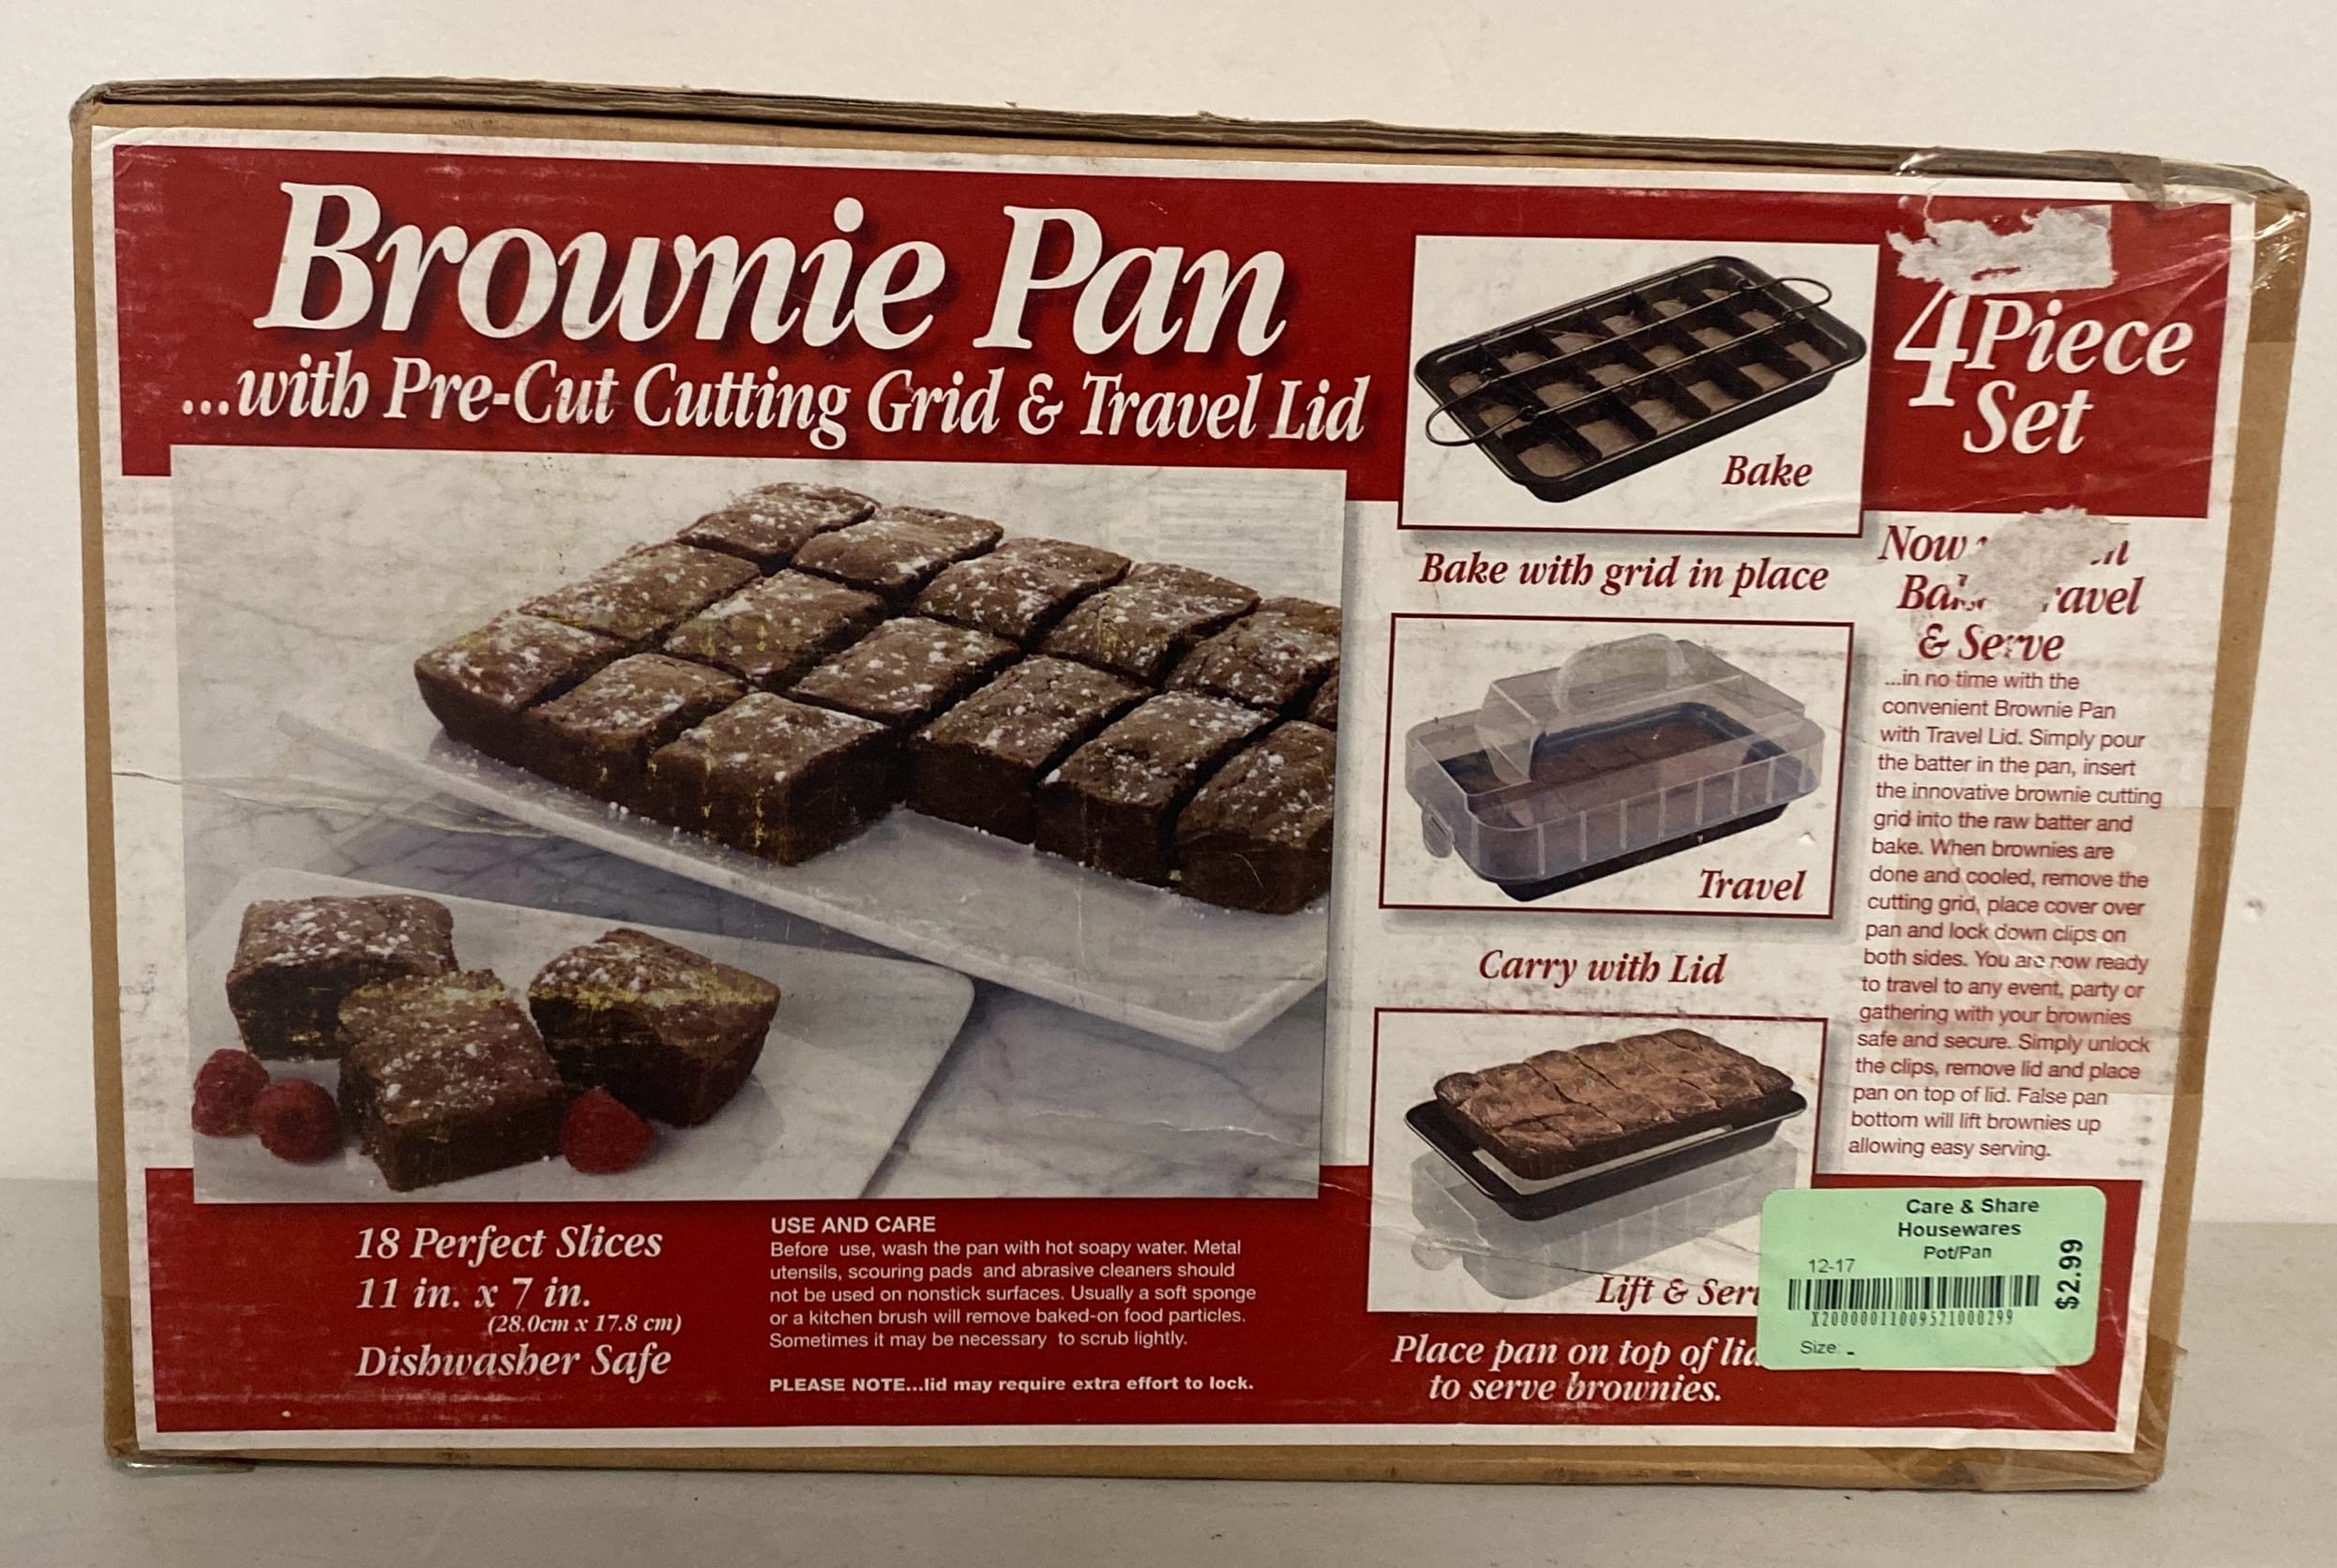 Brownie Pan
...with Pre-Cut Cutting Grid & Travel Lid
4 Piece
Set
Bake
Bake with grid in place
Travel
Carry with Lid
Lift &
Place pan on top of
to serve brownies.
Now
& Serve
...in no time with the
convenient Brownie Pan
with Travel Lid. Simply pour
the batter in the pan, insert
the innovative brownie cutting
grid into the raw batter and
bake. When brownies are
done and cooled, remove the
cutting grid, place cover over
pan and lock down clips on
both sides. You are now ready
to travel to any event, party or
gathering with your brownies
safe and secure. Simply unlock
the clips, remove lid and place
pan on top of lid. False pan
bottom will lift brownies up
allowing easy serving.
18 Perfect Slices
11 in. x 7 in.
(28.0cm x 17.8 cm)
Dishwasher Safe
USE AND CARE
Before use, wash the pan with hot soapy water. Metal
utensils, scouring pads and abrasive cleaners should
not be used on nonstick surfaces. Usually a soft sponge
or a kitchen brush will remove baked-on food particles.
Sometimes it may be necessary to scrub lightly.
PLEASE NOTE...lid may require extra effort to lock.
Care & Share
Housewares
Pot/Pan
12-17
$2.99
X20000011009521000299
Size: -